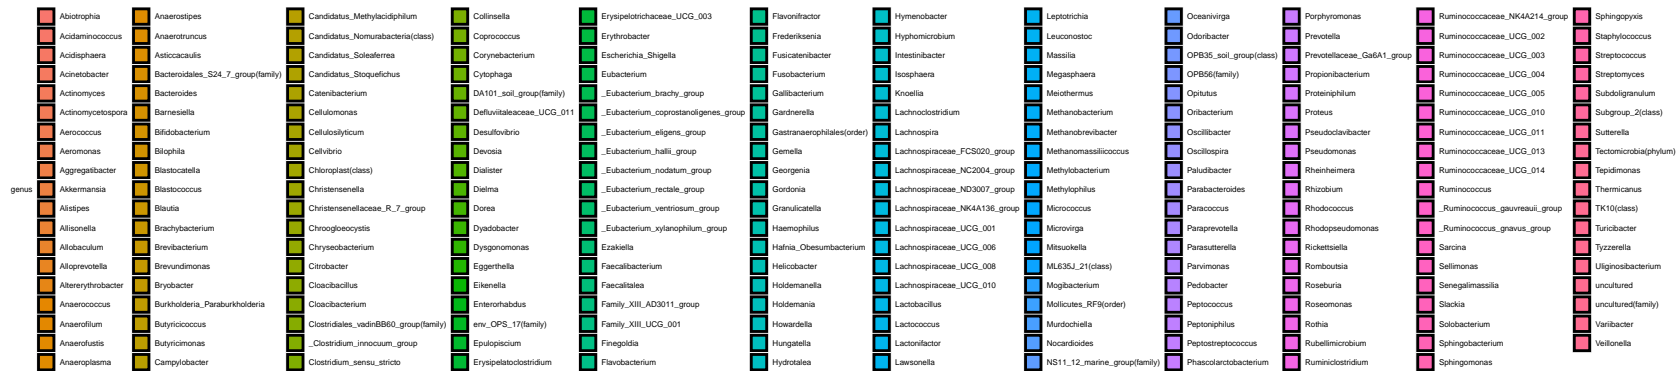 genus
Abiotrophia
Acidaminococcus
Acidisphaera
Acinetobacter
Actinomyces
Actinomycetospora
Aerococcus
Aeromonas
Aggregatibacter
Akkermansia
Alistipes
Allisonella
Allobaculum
Alloprevotella
Altererythrobacter
Anaerococcus
Anaerofilum
Anaerofustis
Anaeroplasma
Anaerostipes
Anaerotruncus
Asticcacaulis
Bacteroidales_S24_7_group(family)
Bacteroides
Barnesiella
Bifidobacterium
Bilophila
Blastocatella
Blastococcus
Blautia
Brachybacterium
Brevibacterium
Brevundimonas
Bryobacter
Burkholderia_Paraburkholderia
Butyricicoccus
Butyricimonas
Campylobacter
Candidatus_Methylacidiphilum
Candidatus_Nomurabacteria(class)
Candidatus_Soleaferrea
Candidatus_Stoquefichus
Catenibacterium
Cellulomonas
Cellulosilyticum
Cellvibrio
Chloroplast(class)
Christensenella
Christensenellaceae_R_7_group
Chroogloeocystis
Chryseobacterium
Citrobacter
Cloacibacillus
Cloacibacterium
Clostridiales_vadinBB60_group(family)
_Clostridium_innocuum_group
Clostridium_sensu_stricto
Collinsella
Coprococcus
Corynebacterium
Cytophaga
DA101_soil_group(family)
Defluviitaleaceae_UCG_011
Desulfovibrio
Devosia
Dialister
Dielma
Dorea
Dyadobacter
Dysgonomonas
Eggerthella
Eikenella
Enterorhabdus
env_OPS_17(family)
Epulopiscium
Erysipelatoclostridium
Erysipelotrichaceae_UCG_003
Erythrobacter
Escherichia_Shigella
Eubacterium
_Eubacterium_brachy_group
_Eubacterium_coprostanoligenes_group
_Eubacterium_eligens_group
_Eubacterium_hallii_group
_Eubacterium_nodatum_group
_Eubacterium_rectale_group
_Eubacterium_ventriosum_group
_Eubacterium_xylanophilum_group
Ezakiella
Faecalibacterium
Faecalitalea
Family_XIII_AD3011_group
Family_XIII_UCG_001
Finegoldia
Flavobacterium
Flavonifractor
Frederiksenia
Fusicatenibacter
Fusobacterium
Gallibacterium
Gardnerella
Gastranaerophilales(order)
Gemella
Georgenia
Gordonia
Granulicatella
Haemophilus
Hafnia_Obesumbacterium
Helicobacter
Holdemanella
Holdemania
Howardella
Hungatella
Hydrotalea
Hymenobacter
Hyphomicrobium
Intestinibacter
Isosphaera
Knoellia
Lachnoclostridium
Lachnospira
Lachnospiraceae_FCS020_group
Lachnospiraceae_NC2004_group
Lachnospiraceae_ND3007_group
Lachnospiraceae_NK4A136_group
Lachnospiraceae_UCG_001
Lachnospiraceae_UCG_006
Lachnospiraceae_UCG_008
Lachnospiraceae_UCG_010
Lactobacillus
Lactococcus
Lactonifactor
Lawsonella
Leptotrichia
Leuconostoc
Massilia
Megasphaera
Meiothermus
Methanobacterium
Methanobrevibacter
Methanomassiliicoccus
Methylobacterium
Methylophilus
Micrococcus
Microvirga
Mitsuokella
ML635J_21(class)
Mogibacterium
Mollicutes_RF9(order)
Murdochiella
Nocardioides
NS11_12_marine_group(family)
Oceanivirga
Odoribacter
OPB35_soil_group(class)
OPB56(family)
Opitutus
Oribacterium
Oscillibacter
Oscillospira
Paludibacter
Parabacteroides
Paracoccus
Paraprevotella
Parasutterella
Parvimonas
Pedobacter
Peptococcus
Peptoniphilus
Peptostreptococcus
Phascolarctobacterium
Porphyromonas
Prevotella
Prevotellaceae_Ga6A1_group
Propionibacterium
Proteiniphilum
Proteus
Pseudoclavibacter
Pseudomonas
Rheinheimera
Rhizobium
Rhodococcus
Rhodopseudomonas
Rickettsiella
Romboutsia
Roseburia
Roseomonas
Rothia
Rubellimicrobium
Ruminiclostridium
Ruminococcaceae_NK4A214_group
Ruminococcaceae_UCG_002
Ruminococcaceae_UCG_003
Ruminococcaceae_UCG_004
Ruminococcaceae_UCG_005
Ruminococcaceae_UCG_010
Ruminococcaceae_UCG_011
Ruminococcaceae_UCG_013
Ruminococcaceae_UCG_014
Ruminococcus
_Ruminococcus_gauvreauii_group
_Ruminococcus_gnavus_group
Sarcina
Sellimonas
Senegalimassilia
Slackia
Solobacterium
Sphingobacterium
Sphingomonas
Sphingopyxis
Staphylococcus
Streptococcus
Streptomyces
Subdoligranulum
Subgroup_2(class)
Sutterella
Tectomicrobia(phylum)
Tepidimonas
Thermicanus
TK10(class)
Turicibacter
Tyzzerella
Uliginosibacterium
uncultured
uncultured(family)
Variibacter
Veillonella